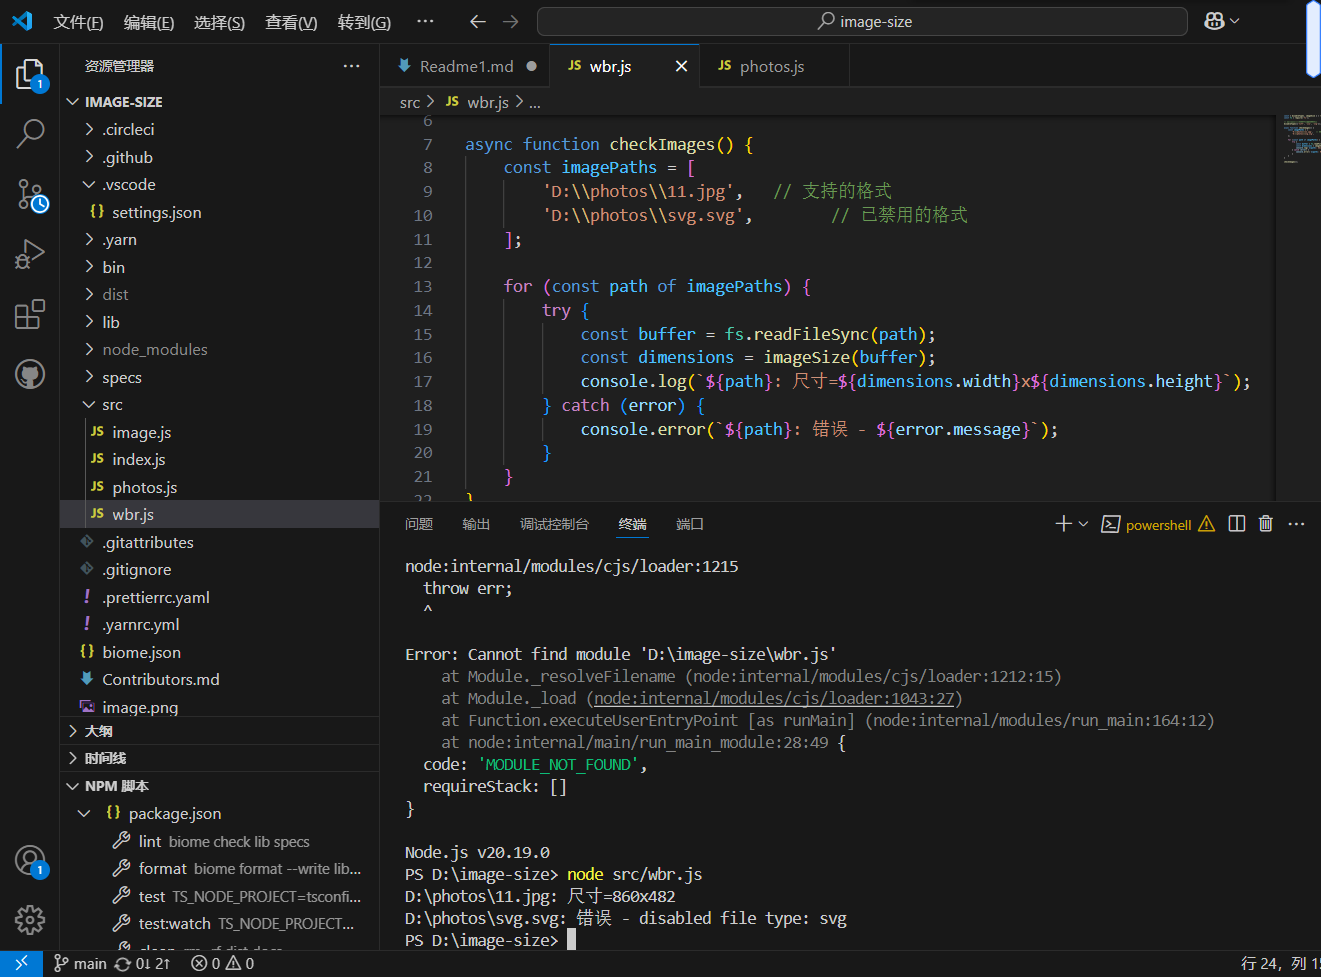 文件(F) 编辑(E) 选择(S) 查看(V) 转到(G) ··· image-size
资源管理器 ···
Readme1.md
JS wbr.js
JS photos.js
src > JS wbr.js > ...
IMAGE-SIZE
.circleci
.github
.vscode
{} settings.json
.yarn
bin
dist
lib
node_modules
specs
src
JS image.js
JS index.js
JS photos.js
JS wbr.js
.gitattributes
.gitignore
! .prettierrc.yaml
! .yarnrc.yml
{} biome.json
Contributors.md
image.png
大纲
时间线
NPM 脚本
{} package.json
lint biome check lib specs
format biome format --write lib...
test TS_NODE_PROJECT=tsconfi...
test:watch TS_NODE_PROJECT...
1
1
6
7 async function checkImages() {
8 const imagePaths = [
9 'D:\\photos\\11.jpg', // 支持的格式
10 'D:\\photos\\svg.svg', // 已禁用的格式
11 ];
12
13 for (const path of imagePaths) {
14 try {
15 const buffer = fs.readFileSync(path);
16 const dimensions = imageSize(buffer);
17 console.log(`${path}: 尺寸=${dimensions.width}x${dimensions.height}`);
18 } catch (error) {
19 console.error(`${path}: 错误 - ${error.message}`);
20 }
21 }
22 }
问题 输出 调试控制台 终端 端口 powershell ···
node:internal/modules/cjs/loader:1215
throw err;
^
Error: Cannot find module 'D:\image-size\wbr.js'
at Module._resolveFilename (node:internal/modules/cjs/loader:1212:15)
at Module._load (node:internal/modules/cjs/loader:1043:27)
at Function.executeUserEntryPoint [as runMain] (node:internal/modules/run_main:164:12)
at node:internal/main/run_main_module:28:49 {
code: 'MODULE_NOT_FOUND',
requireStack: []
}
Node.js v20.19.0
PS D:\image-size> node src/wbr.js
D:\photos\11.jpg: 尺寸=860x482
D:\photos\svg.svg: 错误 - disabled file type: svg
PS D:\image-size>
main 0↓ 2↑ 0 0 行 24，列